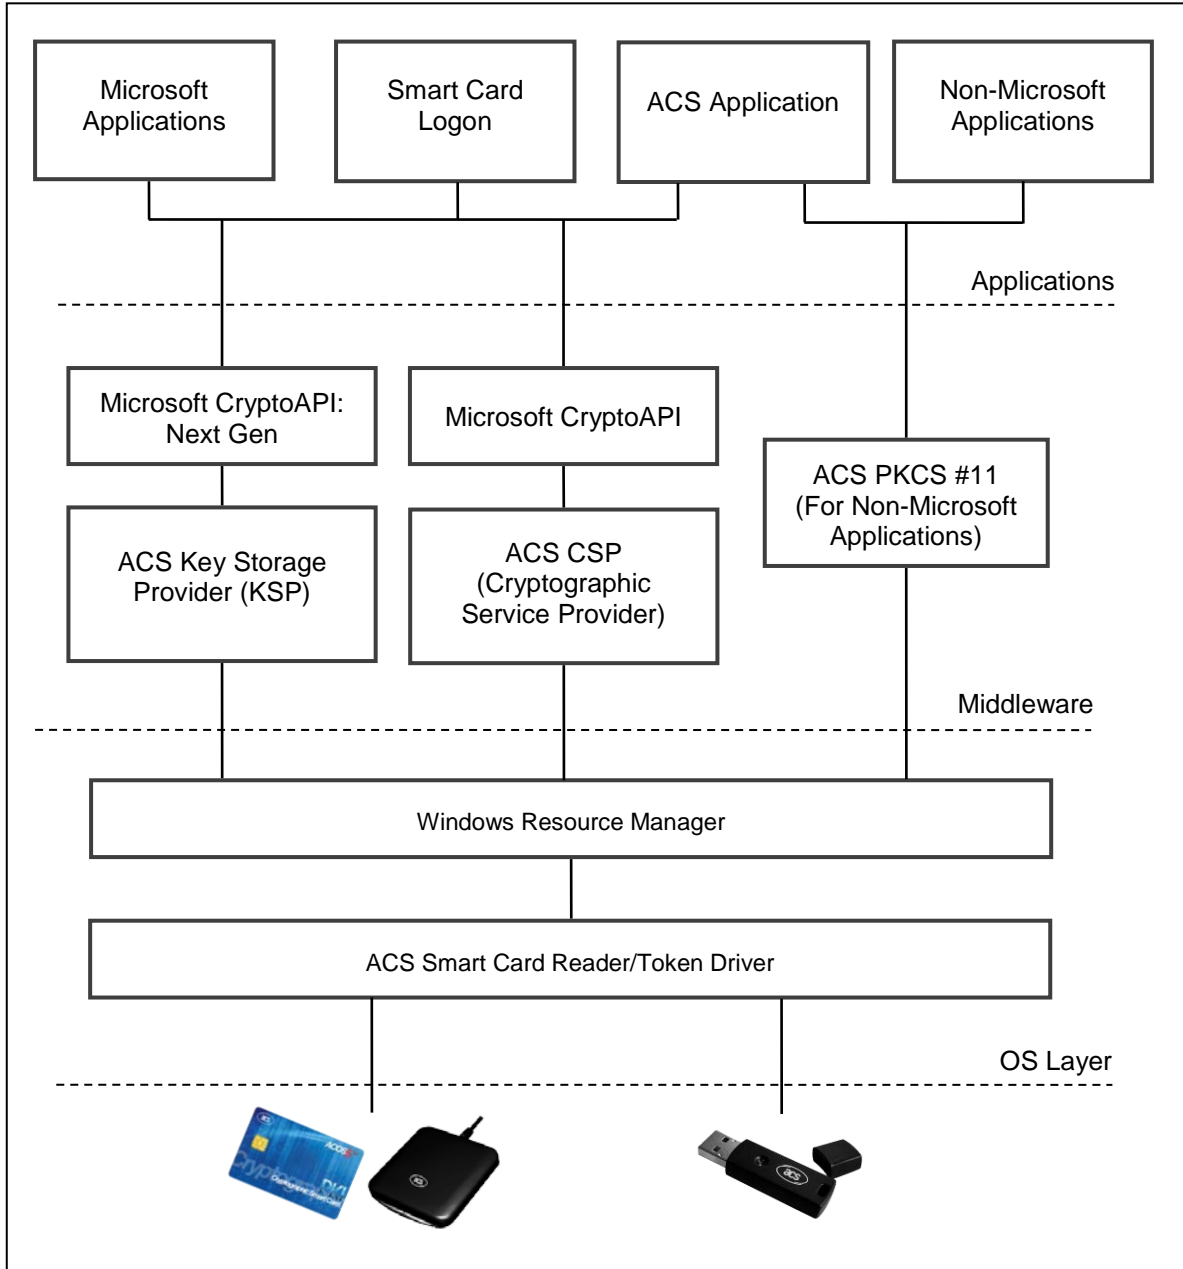 Microsoft
Applications
Smart Card
Logon
ACS Application
Non-Microsoft
Applications
Applications
Microsoft CryptoAPI:
Next Gen
Microsoft CryptoAPI
ACS PKCS #11
(For Non-Microsoft
Applications)
ACS Key Storage
Provider (KSP)
ACS CSP
(Cryptographic
Service Provider)
Middleware
Windows Resource Manager
ACS Smart Card Reader/Token Driver
OS Layer